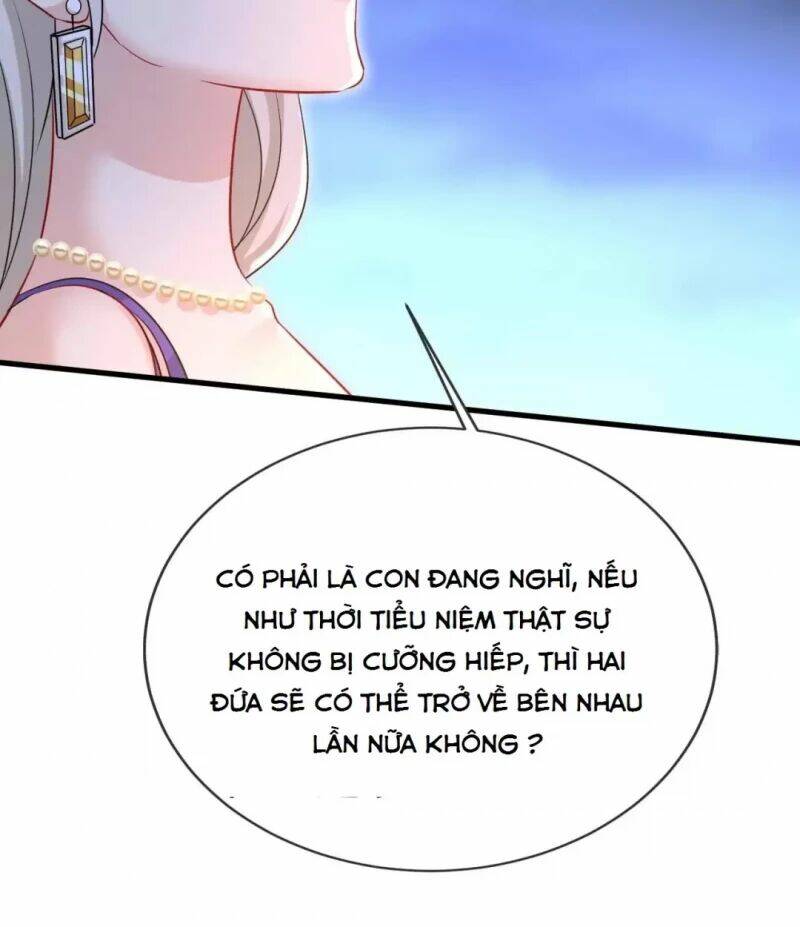 CÓ PHẢI LÀ CON ĐANG NGHĨ, NẾU
NHƯ THỜI TIỂU NIỆM THẬT SỰ
KHÔNG BỊ CƯỠNG HIẾP, THÌ HAI
ĐỨA SẼ CÓ THỂ TRỞ VỀ BÊN NHAU
LẦN NỮA KHÔNG ?